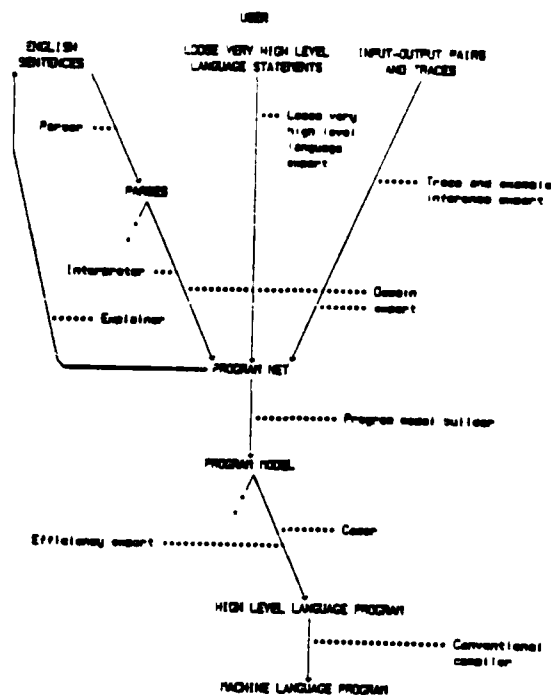 USER
ENGLISH SENTENCES
LOOSE VERY HIGH LEVEL LANGUAGE STATEMENTS
INPUT-OUTPUT PAIRS AND TRACES
Parser
Loose very
high level
language
expert
Trace and example
inference expert
PARSES
Interpreter
Domain
expert
Explainer
PROGRAM NET
Program model builder
PROGRAM MODEL
Coder
Efficiency expert
HIGH LEVEL LANGUAGE PROGRAM
Conventional
compiler
MACHINE LANGUAGE PROGRAM